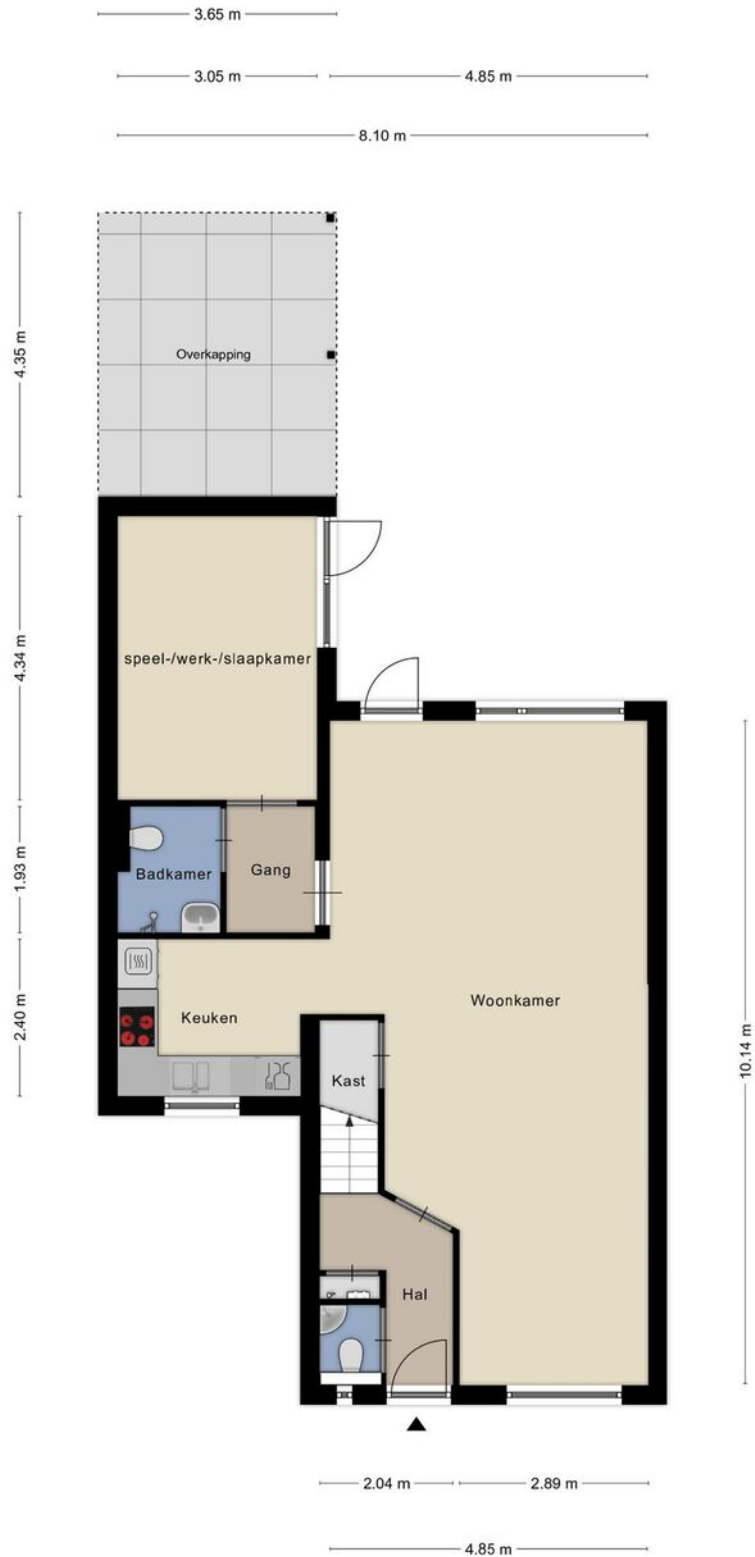 3.65 m
3.05 m
4.85 m
8.10 m
4.35 m
Overkapping
4.34 m
speel-/werk-/slaapkamer
1.93 m
Badkamer
Gang
2.40 m
Keuken
Woonkamer
10.14 m
Kast
Hal
2.04 m
2.89 m
4.85 m